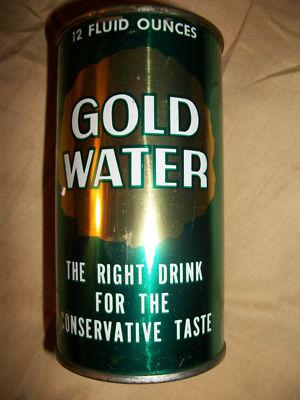 12 FLUID OUNCES
GOLD
WATER
THE RIGHT DRINK
FOR THE
CONSERVATIVE TASTE